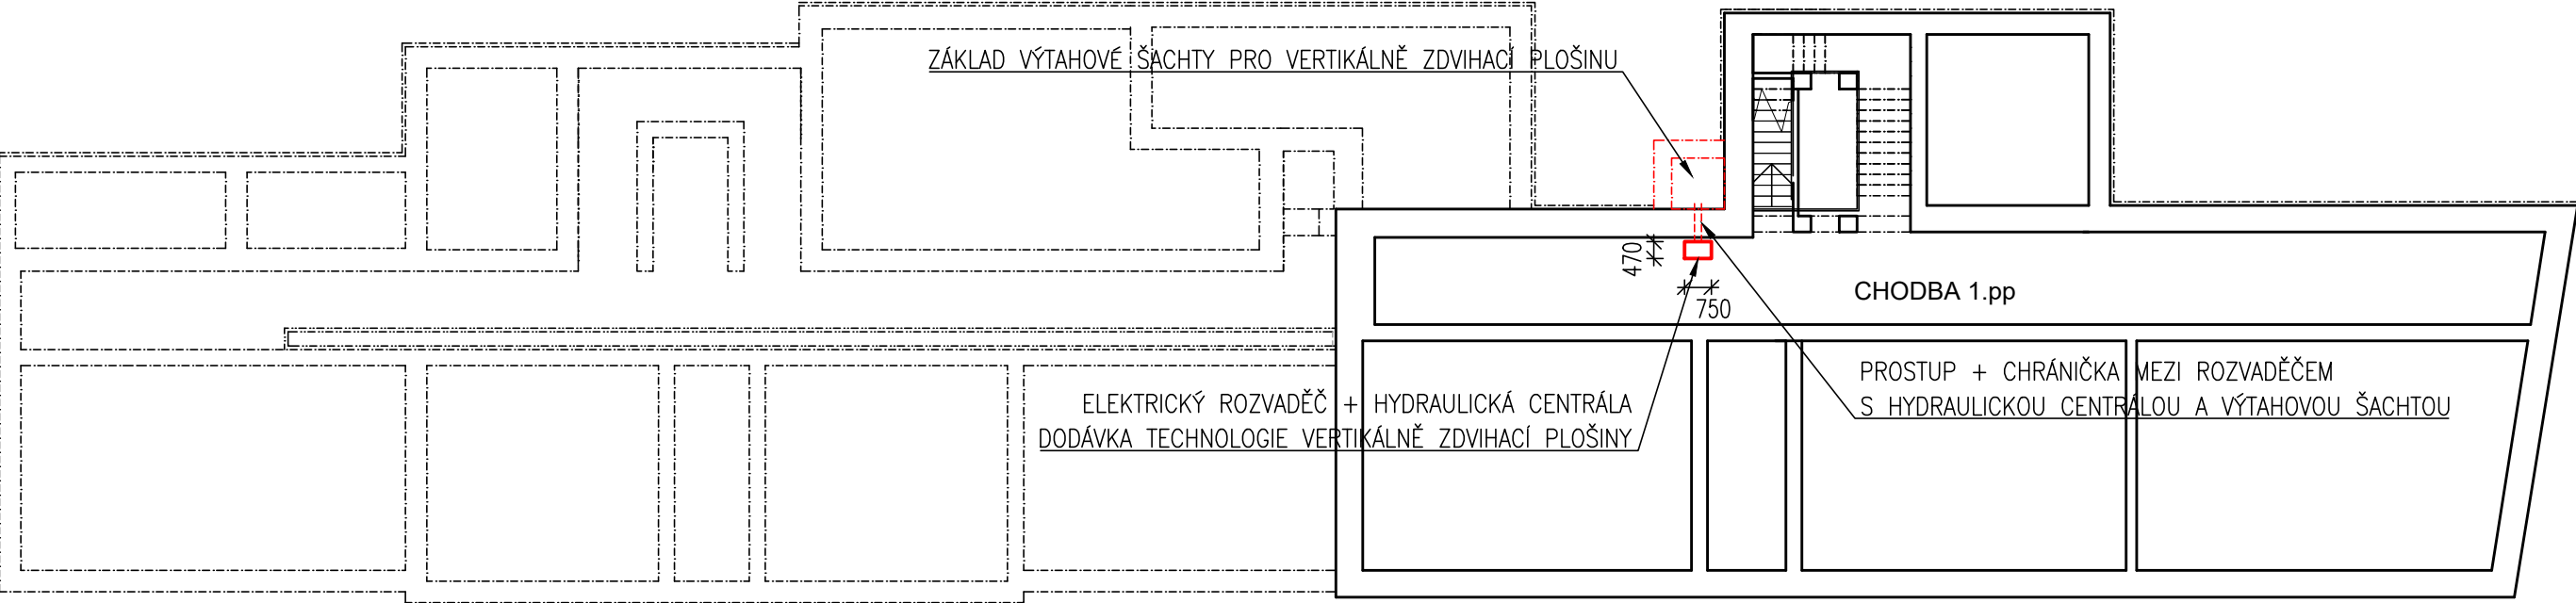 ZÁKLAD VÝTAHOVÉ ŠACHTY PRO VERTIKÁLNĚ ZDVIHACÍ PLOŠINU
470
750
CHODBA 1.pp
ELEKTRICKÝ ROZVADĚČ + HYDRAULICKÁ CENTRÁLA
DODÁVKA TECHNOLOGIE VERTIKÁLNĚ ZDVIHACÍ PLOŠINY
PROSTUP + CHRÁNIČKA MEZI ROZVADĚČEM
S HYDRAULICKOU CENTRÁLOU A VÝTAHOVOU ŠACHTOU